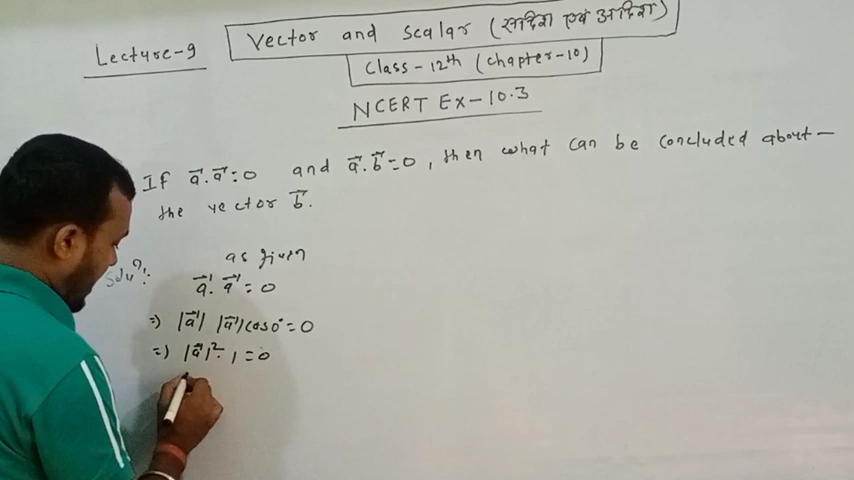 Lecture-9
Vector and Scalar (सदिश एवं अदिश)
Class-12th (Chapter-10)
NCERT Ex-10.3
If a⃗.a⃗=0 and a⃗.b⃗=0, then what can be concluded about
the vector b⃗.
Solⁿ: as given
a⃗.a⃗=0
⇒ |a⃗| |a⃗|cos0°=0
⇒ |a⃗|².1=0